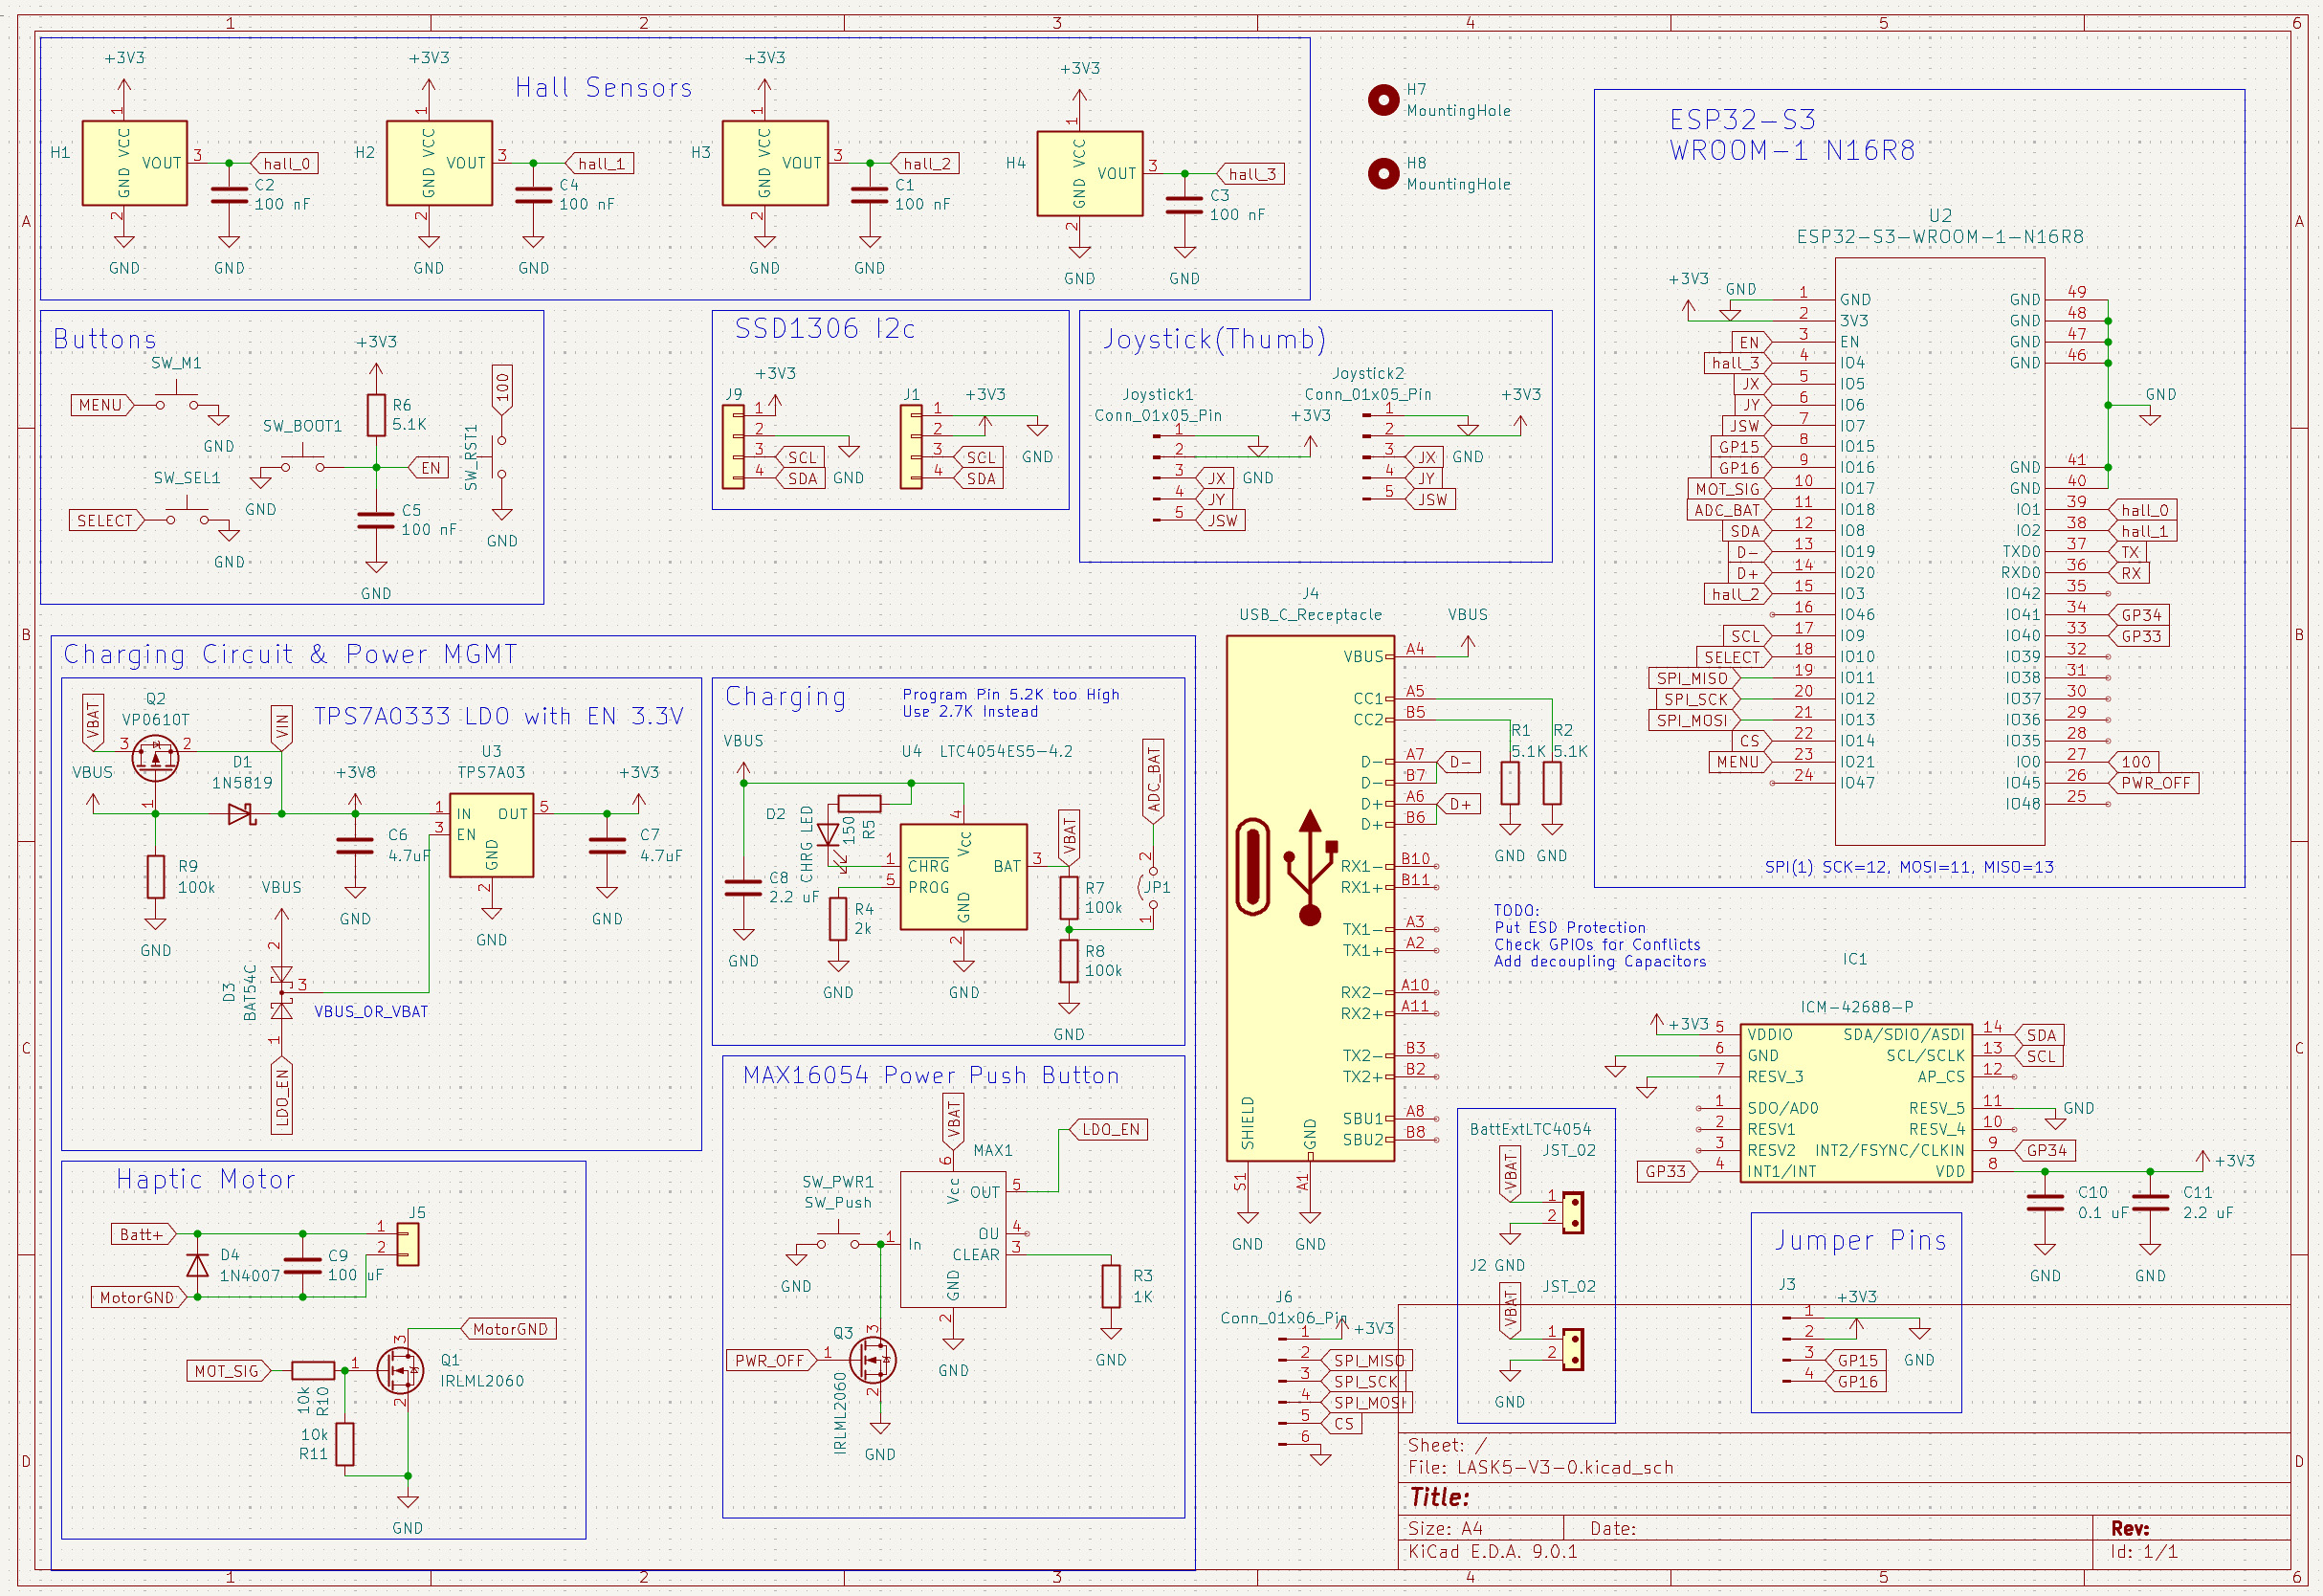 1 2 3 4 5 6
A
B
C
D
Hall Sensors
+3V3
H1
GND VCC
VOUT
1
2
3
hall_0
C2
100 nF
GND
GND
+3V3
H2
GND VCC
VOUT
1
2
3
hall_1
C4
100 nF
GND
GND
+3V3
H3
GND VCC
VOUT
1
2
3
hall_2
C1
100 nF
GND
GND
+3V3
H4
GND VCC
VOUT
1
2
3
hall_3
C3
100 nF
GND
GND
H7
MountingHole
H8
MountingHole
ESP32-S3
WROOM-1 N16R8
U2
ESP32-S3-WROOM-1-N16R8
+3V3
GND
1 GND
2 3V3
EN 3 EN
hall_3 4 IO4
JX 5 IO5
JY 6 IO6
JSW 7 IO7
GP15 8 IO15
GP16 9 IO16
MOT_SIG 10 IO17
ADC_BAT 11 IO18
SDA 12 IO8
D- 13 IO19
D+ 14 IO20
hall_2 15 IO3
16 IO46
SCL 17 IO9
SELECT 18 IO10
SPI_MISO 19 IO11
SPI_SCK 20 IO12
SPI_MOSI 21 IO13
CS 22 IO14
MENU 23 IO21
24 IO47
GND 49
GND 48
GND 47
GND 46
GND
GND 41
GND 40
IO1 39 hall_0
IO2 38 hall_1
TXD0 37 TX
RXD0 36 RX
IO42 35
IO41 34 GP34
IO40 33 GP33
IO39 32
IO38 31
IO37 30
IO36 29
IO35 28
IO0 27 100
IO45 26 PWR_OFF
IO48 25
SPI(1) SCK=12, MOSI=11, MISO=13
Buttons
SW_M1
MENU
GND
SW_BOOT1
GND
SW_SEL1
SELECT
GND
+3V3
R6
5.1K
EN
C5
100 nF
GND
100
SW_RST1
GND
SSD1306 I2c
J9
+3V3
1
2
3 SCL
4 SDA
GND
J1
+3V3
1
2
3 SCL
4 SDA
GND
Joystick(Thumb)
Joystick1
Conn_01x05_Pin
+3V3
1
2
3 JX
4 JY
5 JSW
GND
Joystick2
Conn_01x05_Pin
+3V3
1
2
3 JX
4 JY
5 JSW
GND
Charging Circuit & Power MGMT
TPS7A0333 LDO with EN 3.3V
VBAT
Q2
VP0610T
3
2
1
VIN
VBUS
D1
1N5819
+3V8
U3
TPS7A03
1 IN
3 EN
OUT 5
GND
2
+3V3
C6
4.7uF
C7
4.7uF
GND
GND
GND
R9
100k
GND
VBUS
2
D3
BAT54C
3
VBUS_OR_VBAT
1
LDO_EN
Charging
Program Pin 5.2K too High
Use 2.7K Instead
VBUS
U4 LTC4054ES5-4.2
D2
CHRG LED
150
R5
4
Vcc
1 CHRG
5 PROG
BAT 3
GND
2
C8
2.2 uF
GND
R4
2k
GND
GND
VBAT
ADC_BAT
R7
100k
R8
100k
GND
2
JP1
1
MAX16054 Power Push Button
VBAT
MAX1
LDO_EN
6
Vcc
OUT 5
OU 4
CLEAR 3
In
1
GND
2
SW_PWR1
SW_Push
GND
GND
R3
1K
GND
PWR_OFF
1
Q3
3
2
IRLML2060
GND
Haptic Motor
Batt+
MotorGND
D4
1N4007
C9
100 uF
J5
1
2
MotorGND
MOT_SIG
10k
R10
1
3
2
Q1
IRLML2060
10k
R11
GND
J4
USB_C_Receptacle
VBUS
VBUS A4
CC1 A5
CC2 B5
D- A7 D-
D- B7
D+ A6 D+
D+ B6
RX1- B10
RX1+ B11
TX1- A3
TX1+ A2
RX2- A10
RX2+ A11
TX2- B3
TX2+ B2
SBU1 A8
SBU2 B8
SHIELD
GND
S1
A1
GND
GND
R1
5.1K
R2
5.1K
GND
GND
TODO:
Put ESD Protection
Check GPIOs for Conflicts
Add decoupling Capacitors
IC1
ICM-42688-P
+3V3
5 VDDIO
6 GND
7 RESV_3
1 SDO/AD0
2 RESV1
3 RESV2
GP33 4 INT1/INT
SDA/SDIO/ASDI 14 SDA
SCL/SCLK 13 SCL
AP_CS 12
RESV_5 11 GND
RESV_4 10
INT2/FSYNC/CLKIN 9 GP34
VDD 8
+3V3
C10
0.1 uF
C11
2.2 uF
GND
GND
BattExtLTC4054
VBAT
JST_02
1
2
J2 GND
JST_02
VBAT
1
2
GND
Jumper Pins
J3
+3V3
1
2
3 GP15
4 GP16
GND
J6
Conn_01x06_Pin
+3V3
1
2 SPI_MISO
3 SPI_SCK
4 SPI_MOSI
5 CS
6
Sheet: /
File: LASK5-V3-0.kicad_sch
Title:
Size: A4
Date:
Rev:
KiCad E.D.A. 9.0.1
Id: 1/1
A
B
C
D
1 2 3 4 5 6